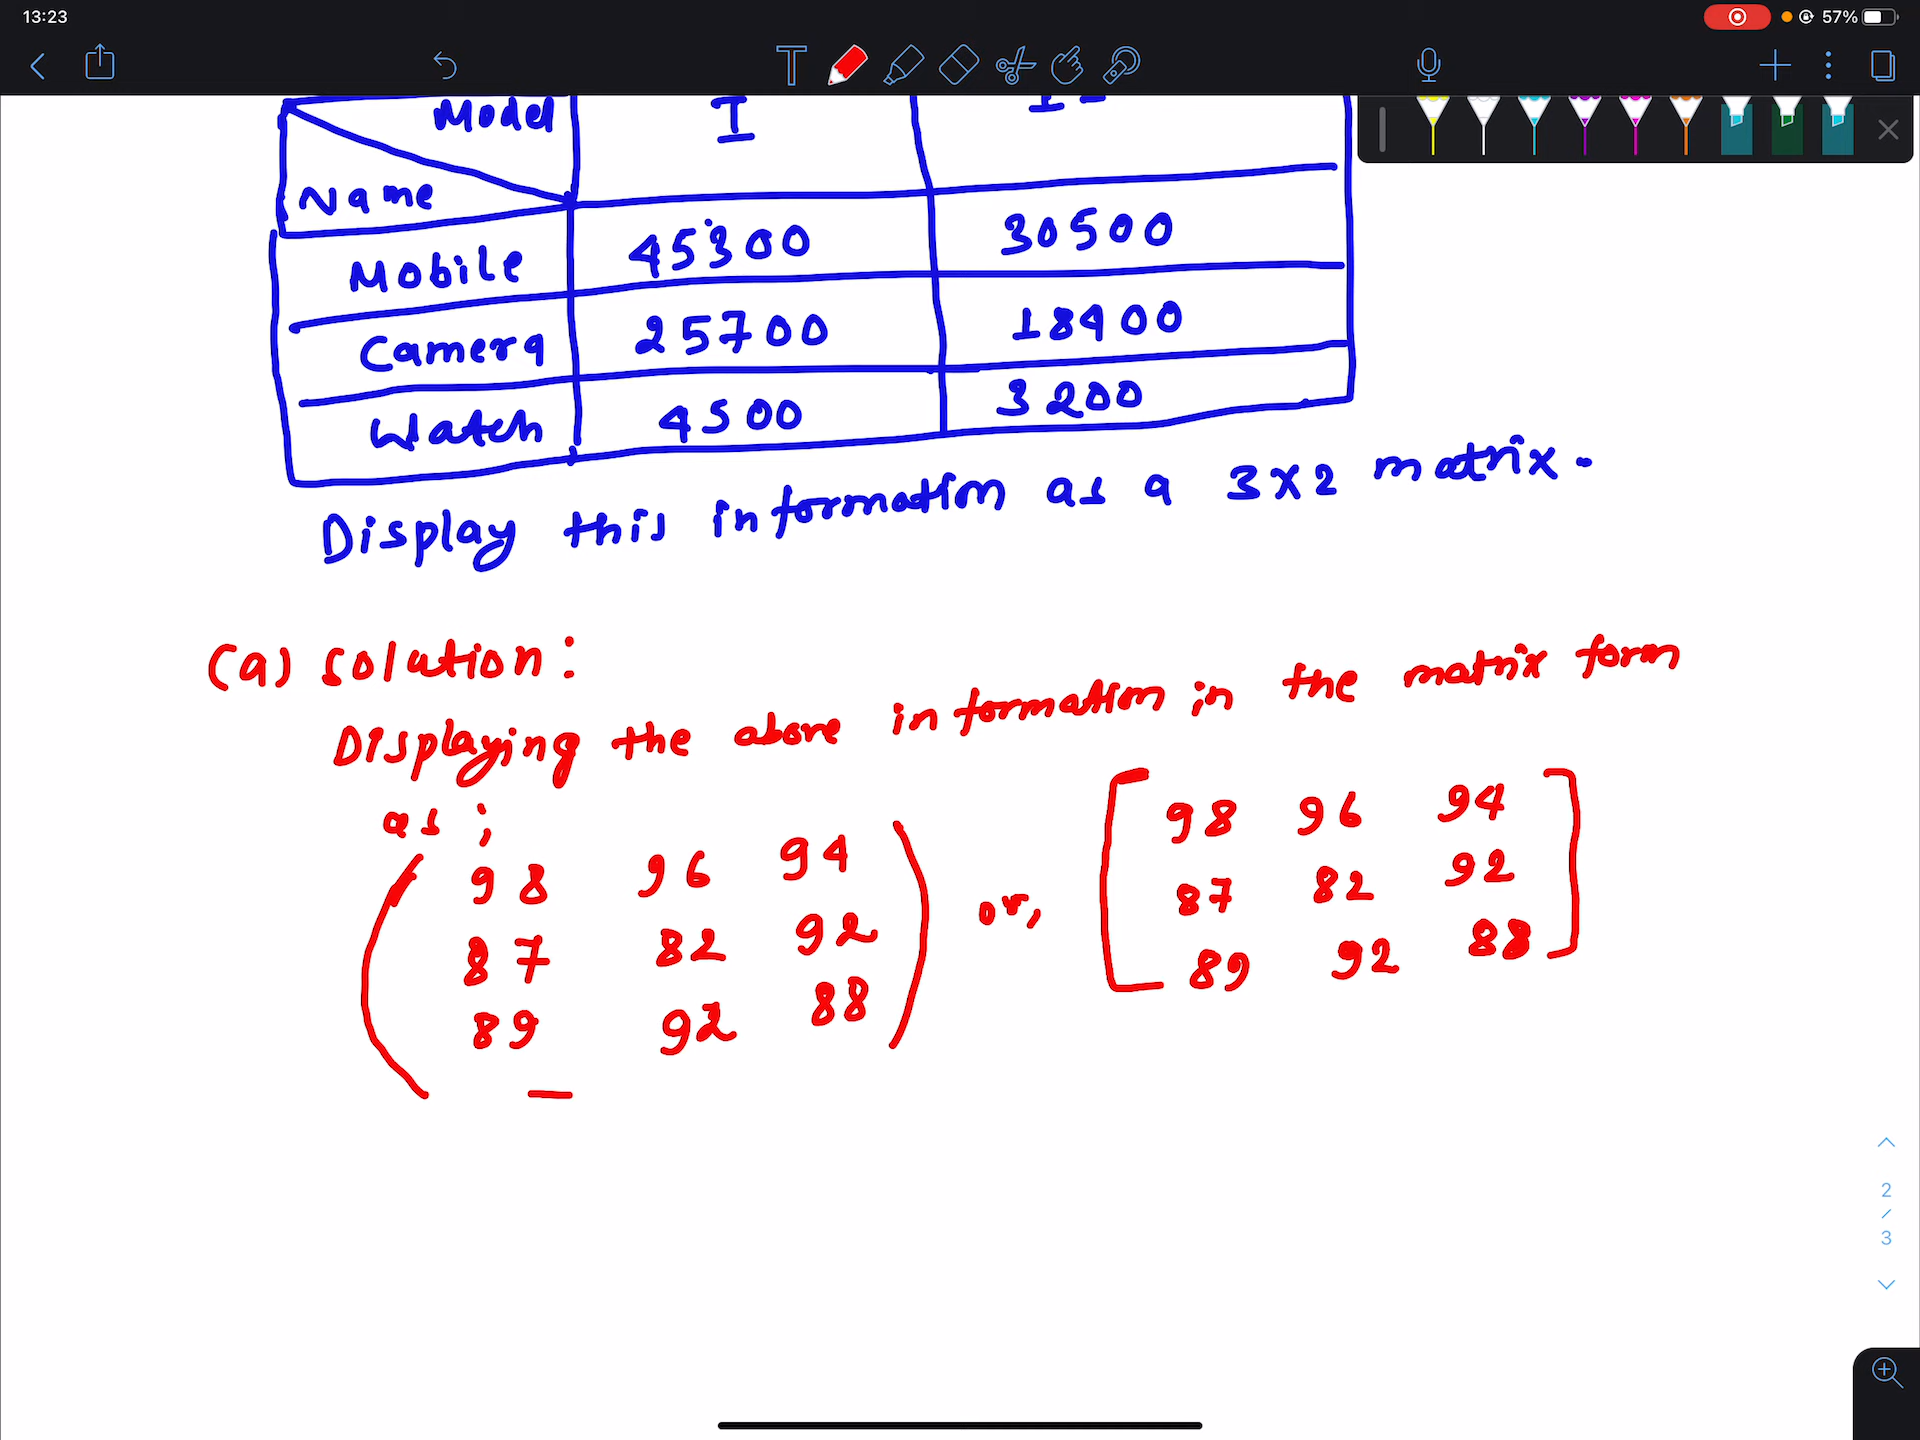 13:23
57%
T
Model I
Name
Mobile 45300 30500
Camera 25700 18400
Watch 4500 3200
Display this information as a 3x2 matrix.
(a) Solution:
Displaying the above information in the matrix form
as ;
98 96 94
87 82 92
89 92 88
or,
98 96 94
87 82 92
89 92 88
2
/
3